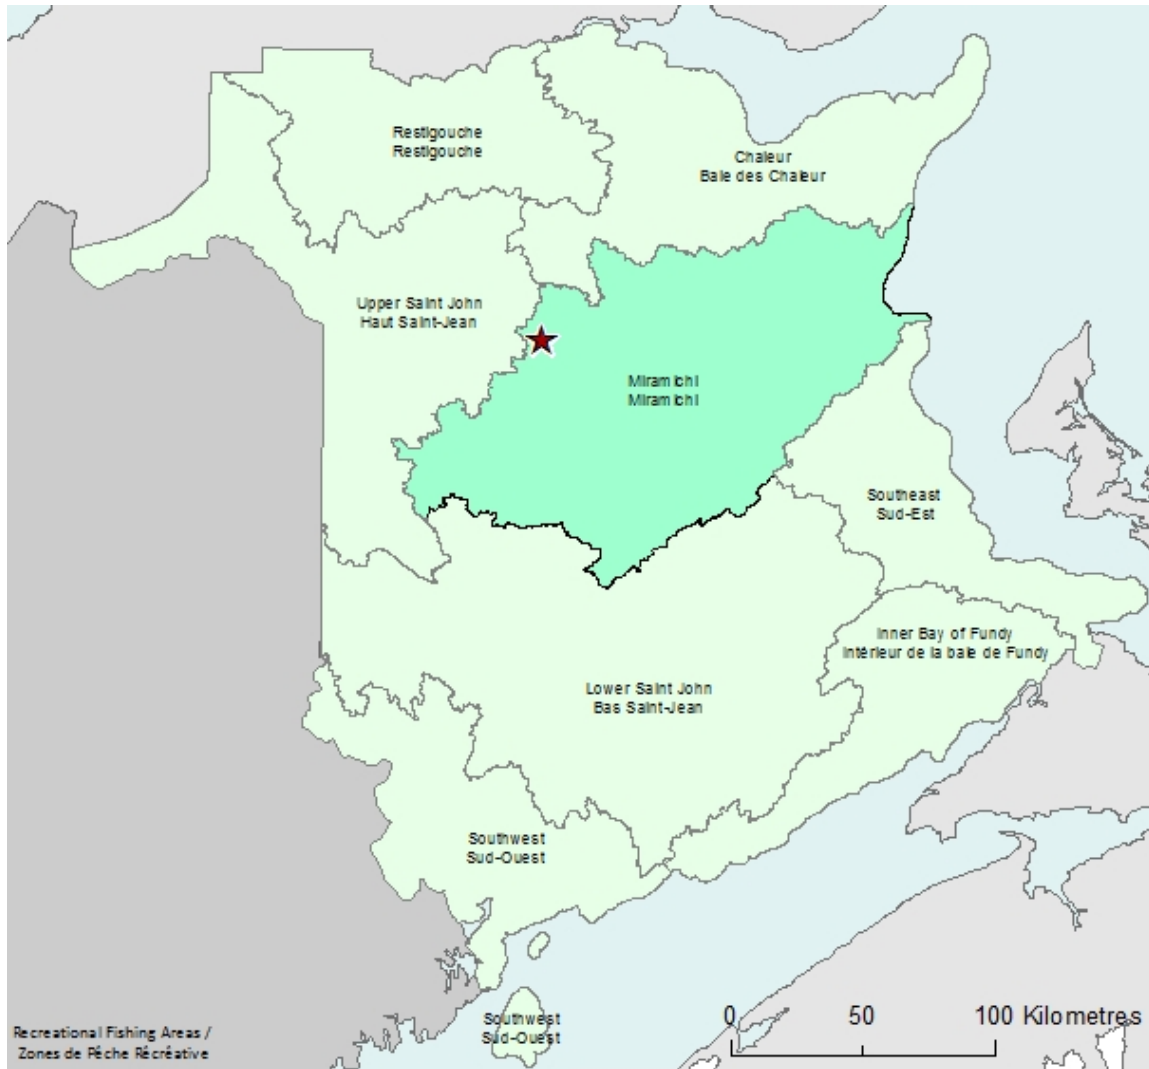 Restigouche
Restigouche
Chaleur
Baie des Chaleur
Upper Saint John
Haut Saint-Jean
Miramichi
Miramichi
Southeast
Sud-Est
Inner Bay of Fundy
Intérieur de la baie de Fundy
Lower Saint John
Bas Saint-Jean
Southwest
Sud-Ouest
Southwest
Sud-Ouest
0 50 100 Kilometres
Recreational Fishing Areas /
Zones de Pêche Récréative